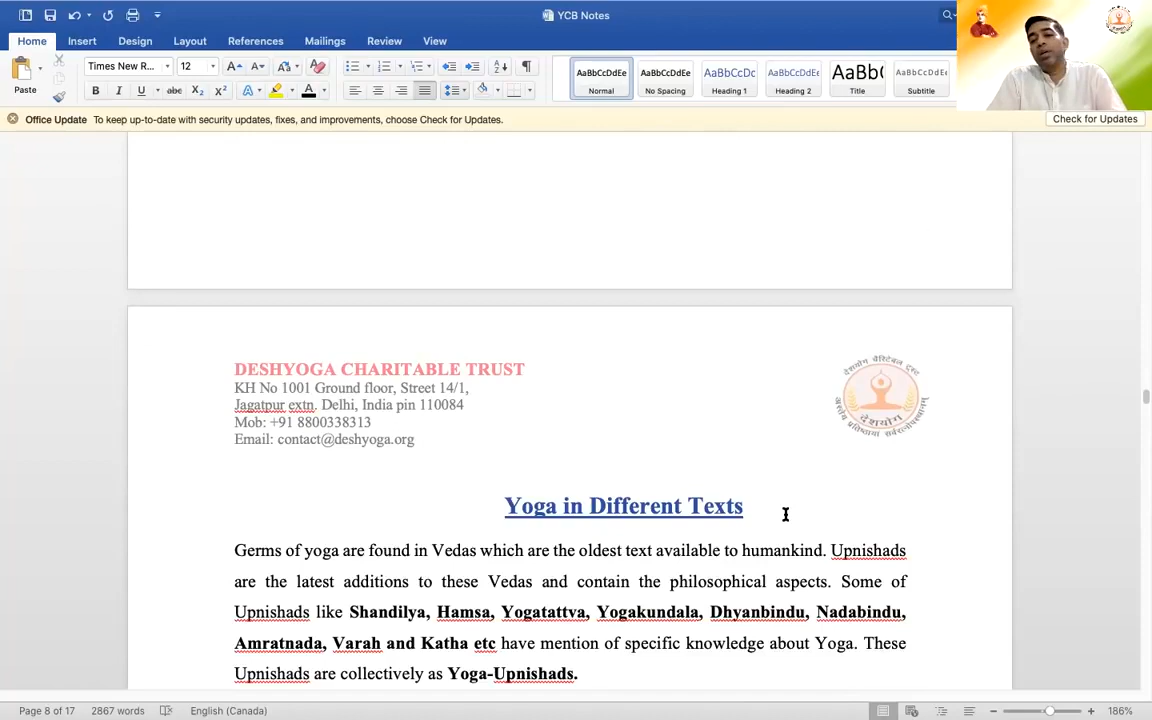 YCB Notes
Home Insert Design Layout References Mailings Review View
Times New R... 12
Paste
AaBbCcDdEe AaBbCcDdEe AaBbCcDc AaBbCcDdEe AaBb( AaBbCcDdEe
Normal No Spacing Heading 1 Heading 2 Title Subtitle
Office Update To keep up-to-date with security updates, fixes, and improvements, choose Check for Updates. Check for Updates
DESHYOGA CHARITABLE TRUST
KH No 1001 Ground floor, Street 14/1,
Jagatpur extn. Delhi, India pin 110084
Mob: +91 8800338313
Email: contact@deshyoga.org
देशयोग चैरिटेबल ट्रस्ट
देशयोग
Yoga in Different Texts
Germs of yoga are found in Vedas which are the oldest text available to humankind. Upnishads
are the latest additions to these Vedas and contain the philosophical aspects. Some of
Upnishads like Shandilya, Hamsa, Yogatattva, Yogakundala, Dhyanbindu, Nadabindu,
Amratnada, Varah and Katha etc have mention of specific knowledge about Yoga. These
Upnishads are collectively as Yoga-Upnishads.
Page 8 of 17 2867 words English (Canada) 186%